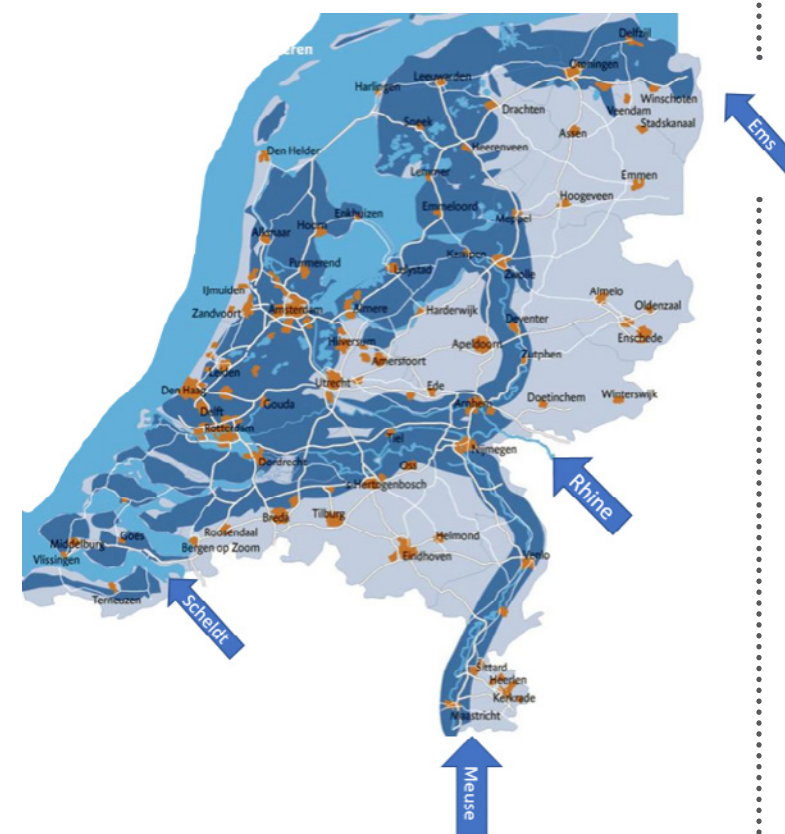 Delfzijl
eren
Groningen
Leeuwarden
Harlingen
Winschoten
Drachten
Veendam
Stadskanaal
Sneek
Assen
Ems
Heerenveen
Den Helder
Lemmer
Emmen
Hoogeveen
Emmeloord
Enkhuizen
Meppel
Hoorn
Alkmaar
Kampen
Purmerend
Lelystad
Zwolle
IJmuiden
Almelo
Oldenzaal
Zandvoort
Amsterdam
Almere
Harderwijk
Deventer
Enschede
Hilversum
Apeldoorn
Zutphen
Amersfoort
Leiden
Utrecht
Den Haag
Ede
Doetinchem
Winterswijk
Gouda
Arnhem
Delft
Rotterdam
Tiel
Nijmegen
Dordrecht
Oss
's Hertogenbosch
Rhine
Breda
Tilburg
Roosendaal
Goes
Middelburg
Bergen op Zoom
Helmond
Eindhoven
Vlissingen
Venlo
Terneuzen
Scheldt
Sittard
Heerlen
Kerkrade
Maastricht
Meuse